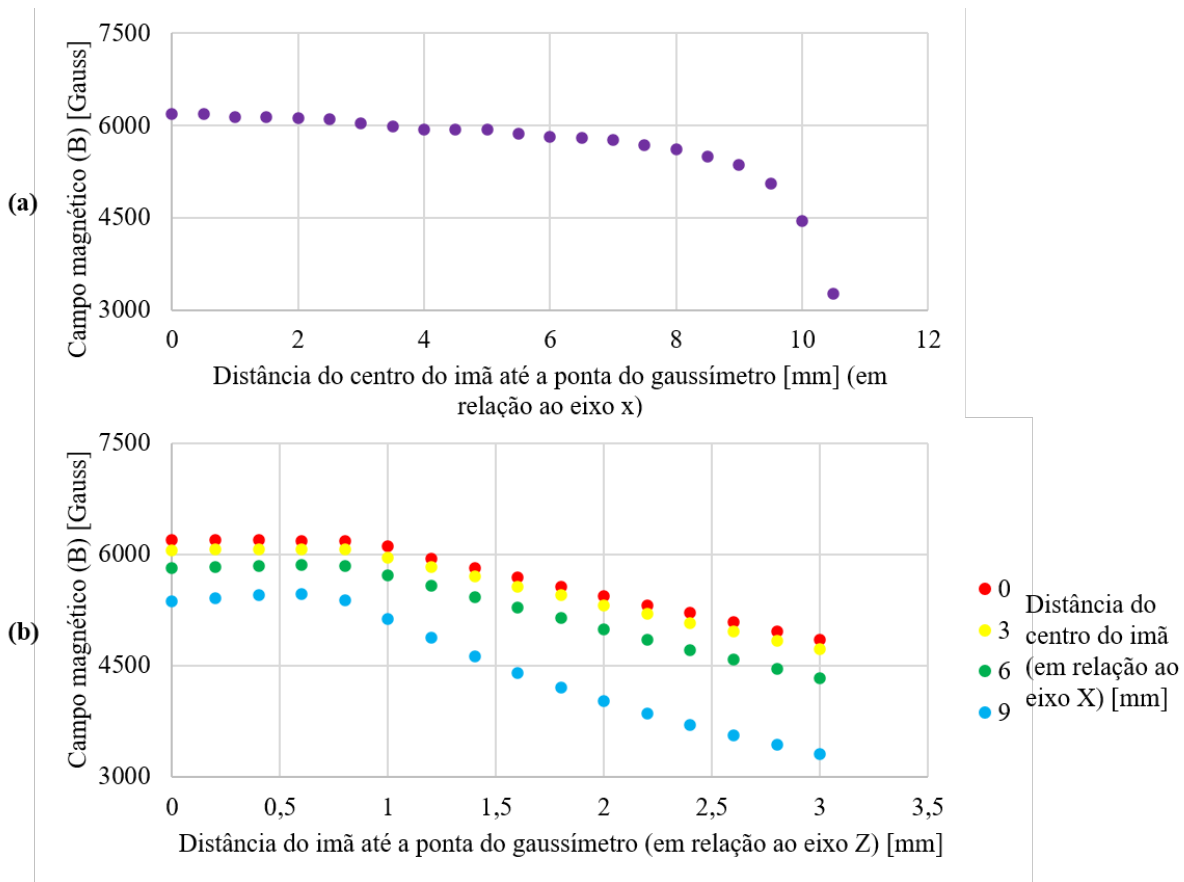 (a)
Campo magnético (B) [Gauss]
7500
6000
4500
3000
0 2 4 6 8 10 12
Distância do centro do imã até a ponta do gaussímetro [mm] (em
relação ao eixo x)
(b)
Campo magnético (B) [Gauss]
7500
6000
4500
3000
0 0,5 1 1,5 2 2,5 3 3,5
Distância do imã até a ponta do gaussímetro (em relação ao eixo Z) [mm]
0
3
6
9
Distância do
centro do imã
(em relação ao
eixo X) [mm]